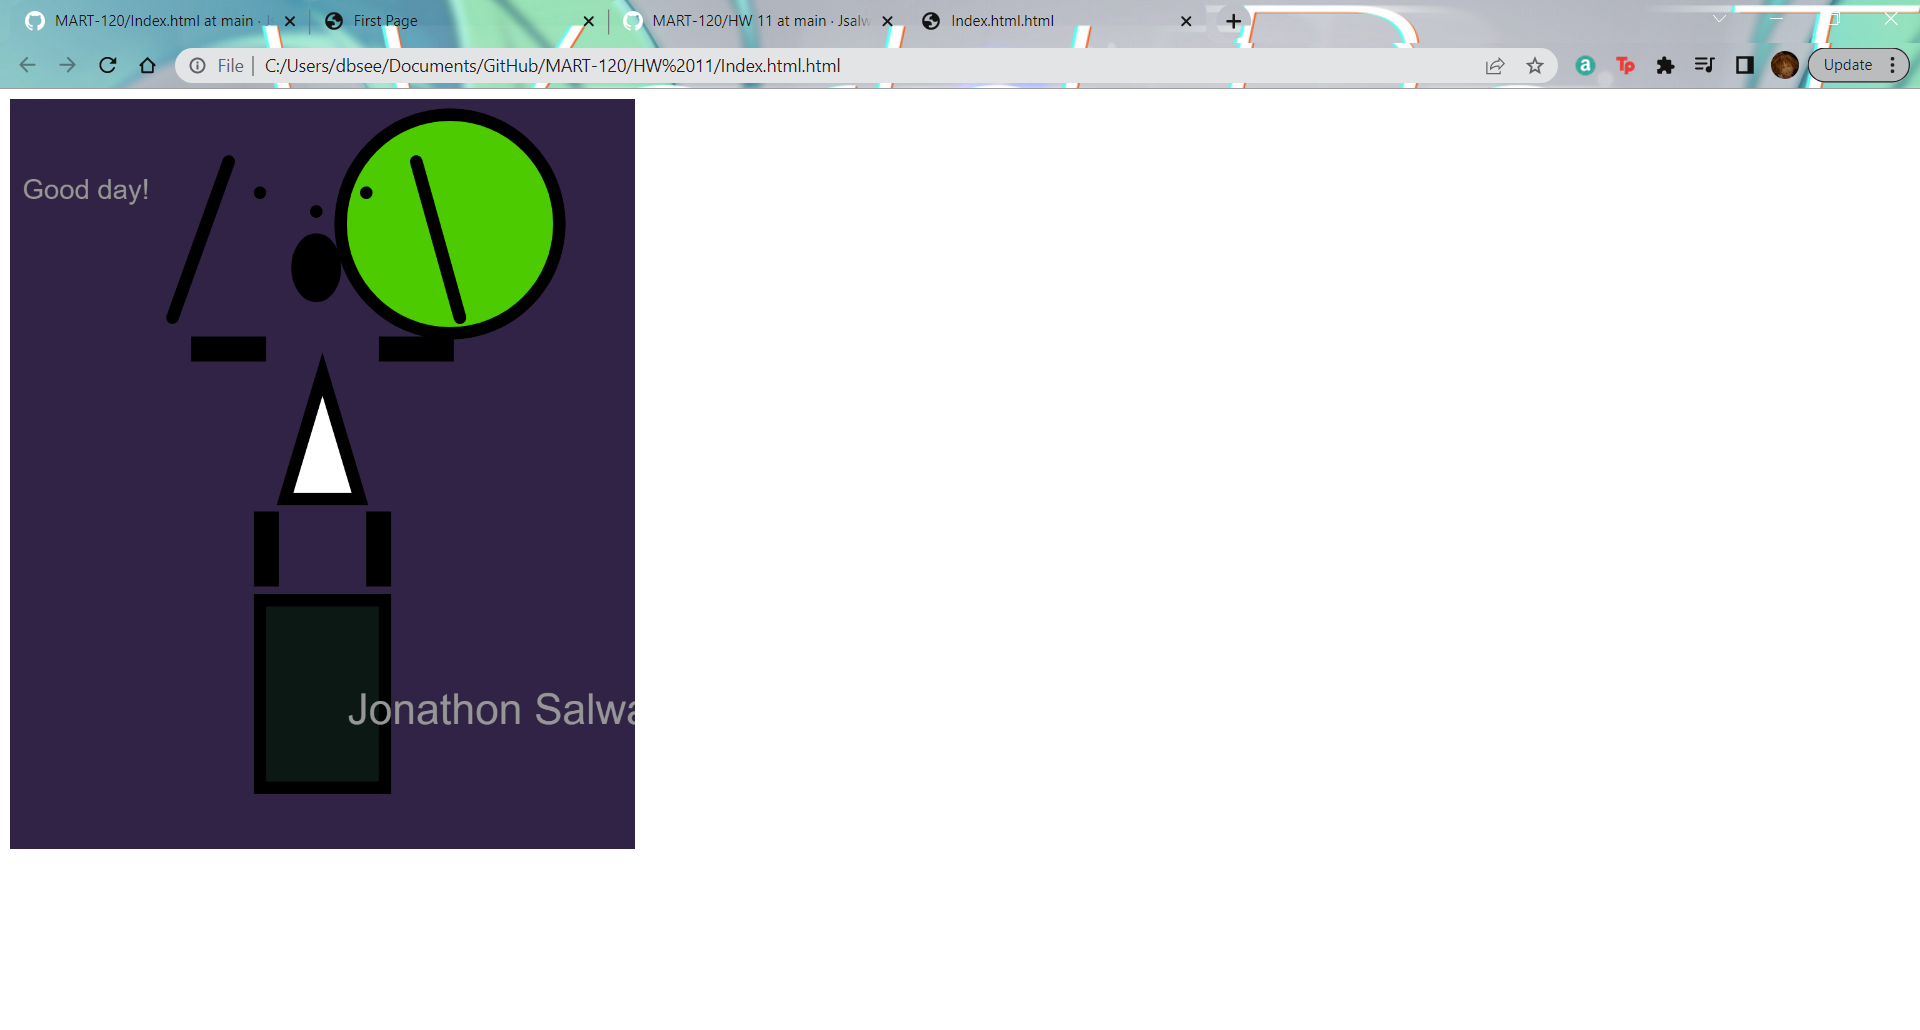 MART-120/Index.html at main · J
First Page
MART-120/HW 11 at main · Jsalw
Index.html.html
File
C:/Users/dbsee/Documents/GitHub/MART-120/HW%2011/Index.html.html
a
Tp
Update
Good day!
Jonathon Salwa